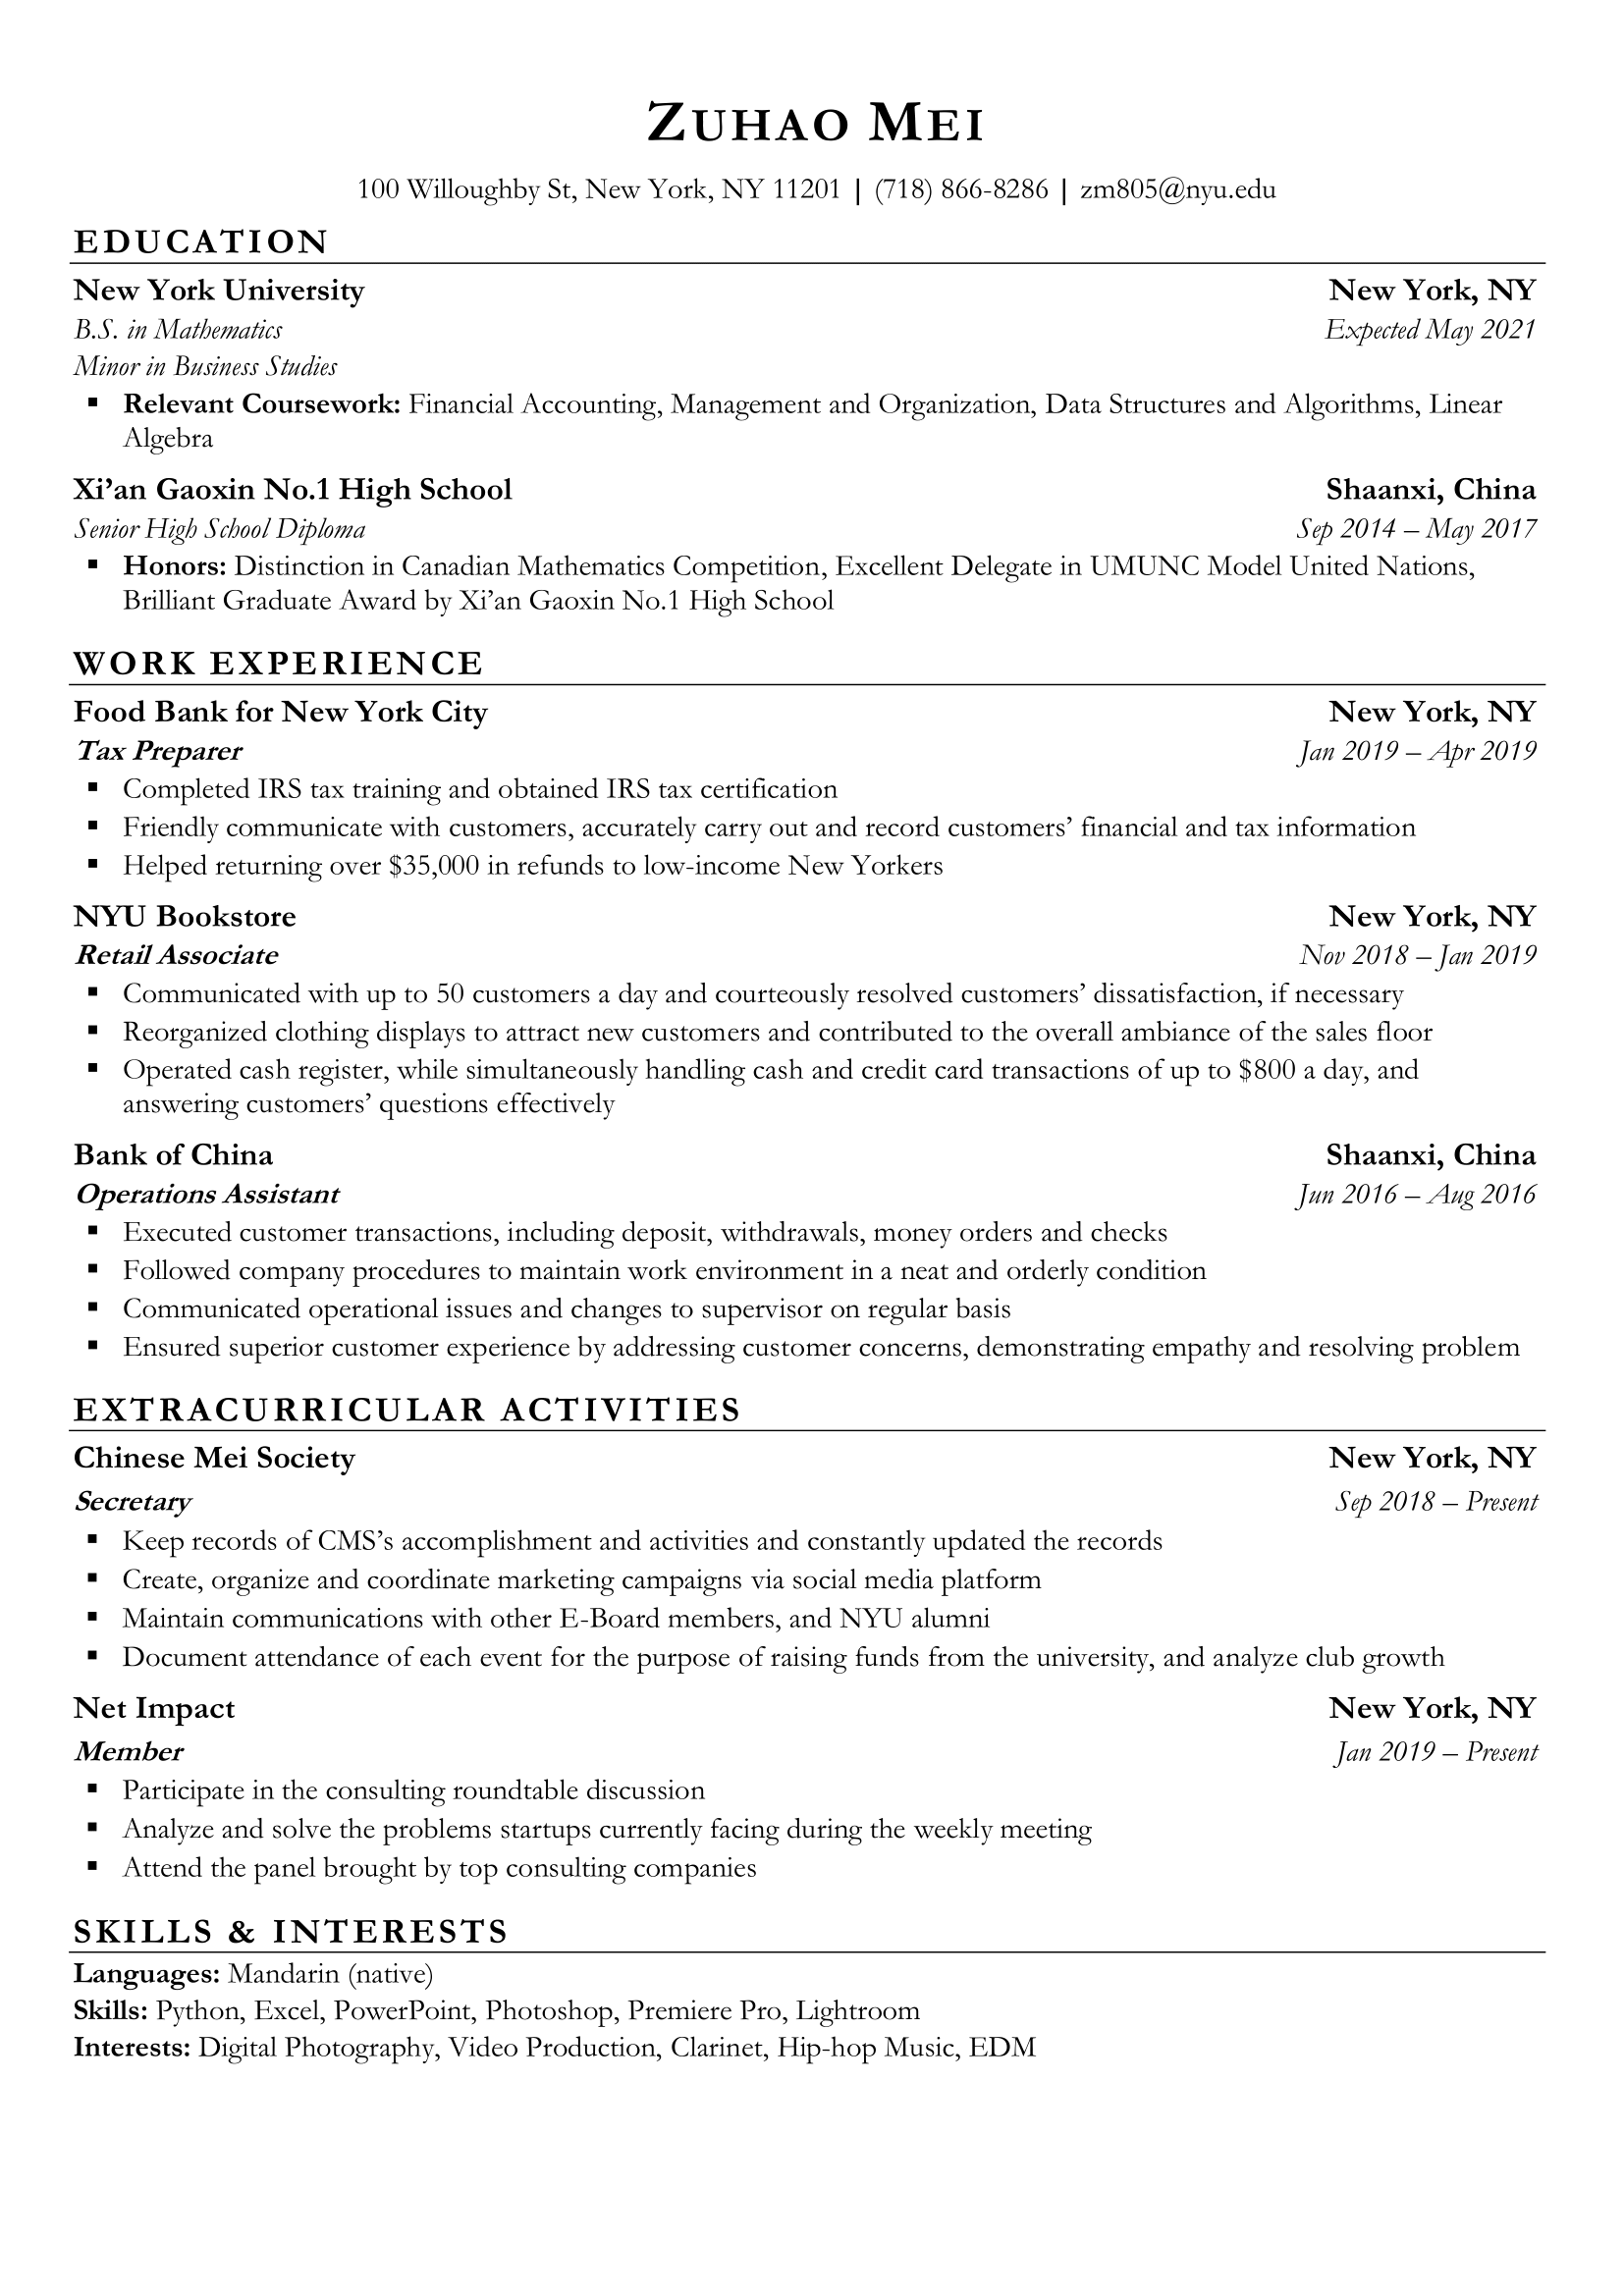 ZUHAO MEI
100 Willoughby St, New York, NY 11201 | (718) 866-8286 | zm805@nyu.edu
EDUCATION
New York University New York, NY
B.S. in Mathematics Expected May 2021
Minor in Business Studies
▪ Relevant Coursework: Financial Accounting, Management and Organization, Data Structures and Algorithms, Linear
Algebra
Xi’an Gaoxin No.1 High School Shaanxi, China
Senior High School Diploma Sep 2014 – May 2017
▪ Honors: Distinction in Canadian Mathematics Competition, Excellent Delegate in UMUNC Model United Nations,
Brilliant Graduate Award by Xi’an Gaoxin No.1 High School
WORK EXPERIENCE
Food Bank for New York City New York, NY
Tax Preparer Jan 2019 – Apr 2019
▪ Completed IRS tax training and obtained IRS tax certification
▪ Friendly communicate with customers, accurately carry out and record customers’ financial and tax information
▪ Helped returning over $35,000 in refunds to low-income New Yorkers
NYU Bookstore New York, NY
Retail Associate Nov 2018 – Jan 2019
▪ Communicated with up to 50 customers a day and courteously resolved customers’ dissatisfaction, if necessary
▪ Reorganized clothing displays to attract new customers and contributed to the overall ambiance of the sales floor
▪ Operated cash register, while simultaneously handling cash and credit card transactions of up to $800 a day, and
answering customers’ questions effectively
Bank of China Shaanxi, China
Operations Assistant Jun 2016 – Aug 2016
▪ Executed customer transactions, including deposit, withdrawals, money orders and checks
▪ Followed company procedures to maintain work environment in a neat and orderly condition
▪ Communicated operational issues and changes to supervisor on regular basis
▪ Ensured superior customer experience by addressing customer concerns, demonstrating empathy and resolving problem
EXTRACURRICULAR ACTIVITIES
Chinese Mei Society New York, NY
Secretary Sep 2018 – Present
▪ Keep records of CMS’s accomplishment and activities and constantly updated the records
▪ Create, organize and coordinate marketing campaigns via social media platform
▪ Maintain communications with other E-Board members, and NYU alumni
▪ Document attendance of each event for the purpose of raising funds from the university, and analyze club growth
Net Impact New York, NY
Member Jan 2019 – Present
▪ Participate in the consulting roundtable discussion
▪ Analyze and solve the problems startups currently facing during the weekly meeting
▪ Attend the panel brought by top consulting companies
SKILLS & INTERESTS
Languages: Mandarin (native)
Skills: Python, Excel, PowerPoint, Photoshop, Premiere Pro, Lightroom
Interests: Digital Photography, Video Production, Clarinet, Hip-hop Music, EDM